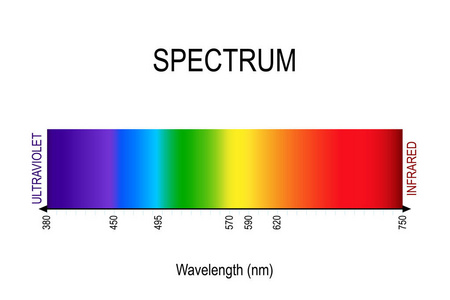 SPECTRUM
ULTRAVIOLET
INFRARED
380 450 495 570 590 620 750
Wavelength (nm)